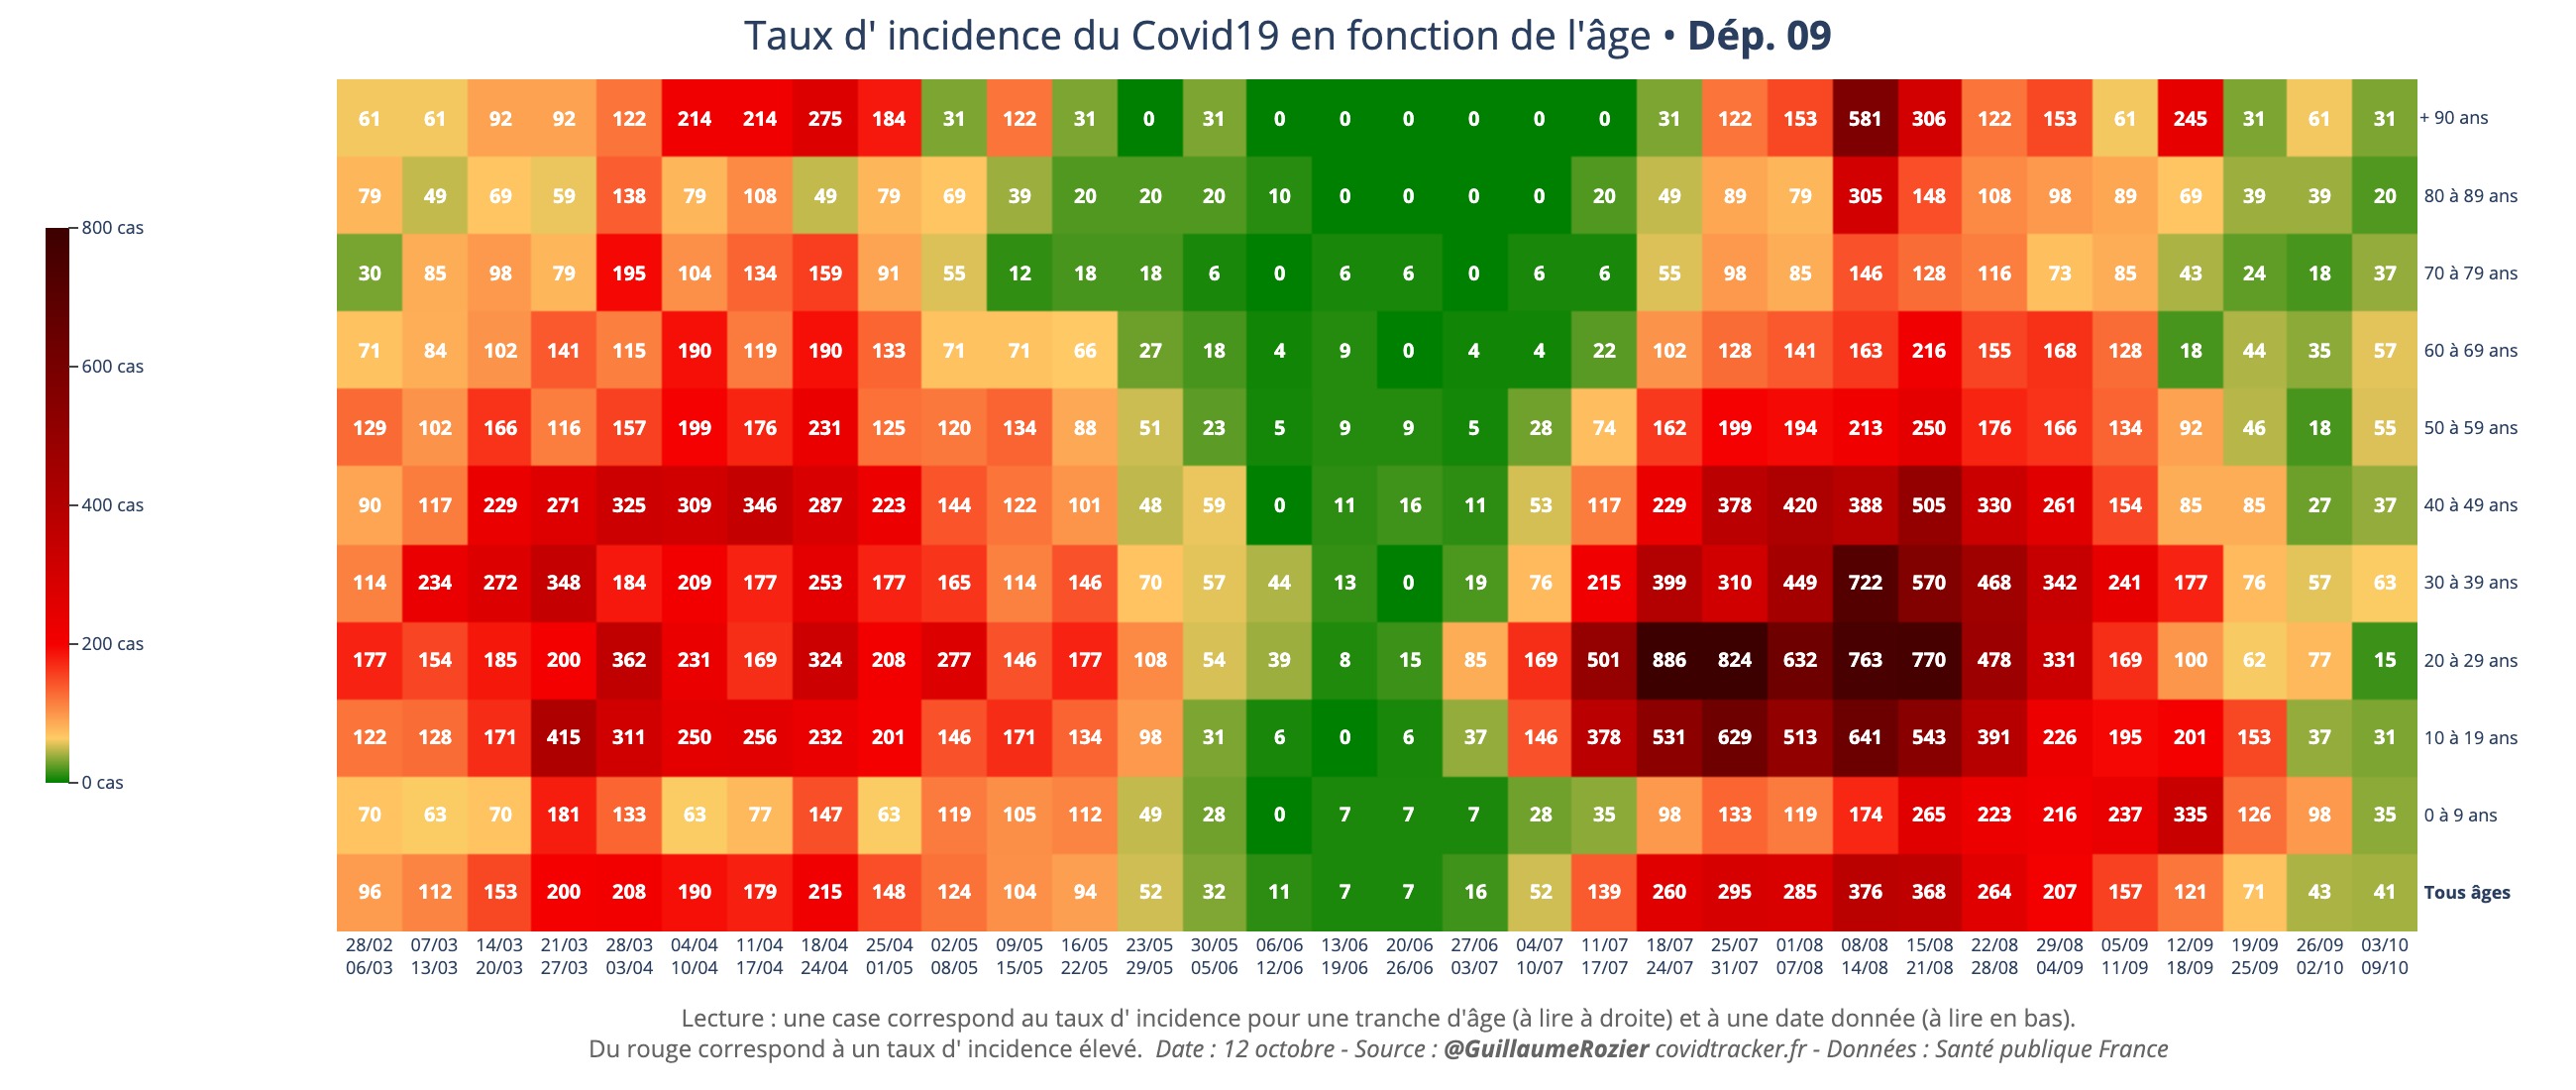 Taux d' incidence du Covid19 en fonction de l'âge • Dép. 09
800 cas
600 cas
400 cas
200 cas
0 cas
61 61 92 92 122 214 214 275 184 31 122 31 0 31 0 0 0 0 0 0 31 122 153 581 306 122 153 61 245 31 61 31 + 90 ans
79 49 69 59 138 79 108 49 79 69 39 20 20 20 10 0 0 0 0 20 49 89 79 305 148 108 98 89 69 39 39 20 80 à 89 ans
30 85 98 79 195 104 134 159 91 55 12 18 18 6 0 6 6 0 6 6 55 98 85 146 128 116 73 85 43 24 18 37 70 à 79 ans
71 84 102 141 115 190 119 190 133 71 71 66 27 18 4 9 0 4 4 22 102 128 141 163 216 155 168 128 18 44 35 57 60 à 69 ans
129 102 166 116 157 199 176 231 125 120 134 88 51 23 5 9 9 5 28 74 162 199 194 213 250 176 166 134 92 46 18 55 50 à 59 ans
90 117 229 271 325 309 346 287 223 144 122 101 48 59 0 11 16 11 53 117 229 378 420 388 505 330 261 154 85 85 27 37 40 à 49 ans
114 234 272 348 184 209 177 253 177 165 114 146 70 57 44 13 0 19 76 215 399 310 449 722 570 468 342 241 177 76 57 63 30 à 39 ans
177 154 185 200 362 231 169 324 208 277 146 177 108 54 39 8 15 85 169 501 886 824 632 763 770 478 331 169 100 62 77 15 20 à 29 ans
122 128 171 415 311 250 256 232 201 146 171 134 98 31 6 0 6 37 146 378 531 629 513 641 543 391 226 195 201 153 37 31 10 à 19 ans
70 63 70 181 133 63 77 147 63 119 105 112 49 28 0 7 7 7 28 35 98 133 119 174 265 223 216 237 335 126 98 35 0 à 9 ans
96 112 153 200 208 190 179 215 148 124 104 94 52 32 11 7 7 16 52 139 260 295 285 376 368 264 207 157 121 71 43 41 Tous âges
28/02 07/03 14/03 21/03 28/03 04/04 11/04 18/04 25/04 02/05 09/05 16/05 23/05 30/05 06/06 13/06 20/06 27/06 04/07 11/07 18/07 25/07 01/08 08/08 15/08 22/08 29/08 05/09 12/09 19/09 26/09 03/10
06/03 13/03 20/03 27/03 03/04 10/04 17/04 24/04 01/05 08/05 15/05 22/05 29/05 05/06 12/06 19/06 26/06 03/07 10/07 17/07 24/07 31/07 07/08 14/08 21/08 28/08 04/09 11/09 18/09 25/09 02/10 09/10
Lecture : une case correspond au taux d' incidence pour une tranche d'âge (à lire à droite) et à une date donnée (à lire en bas).
Du rouge correspond à un taux d' incidence élevé. Date : 12 octobre - Source : @GuillaumeRozier covidtracker.fr - Données : Santé publique France